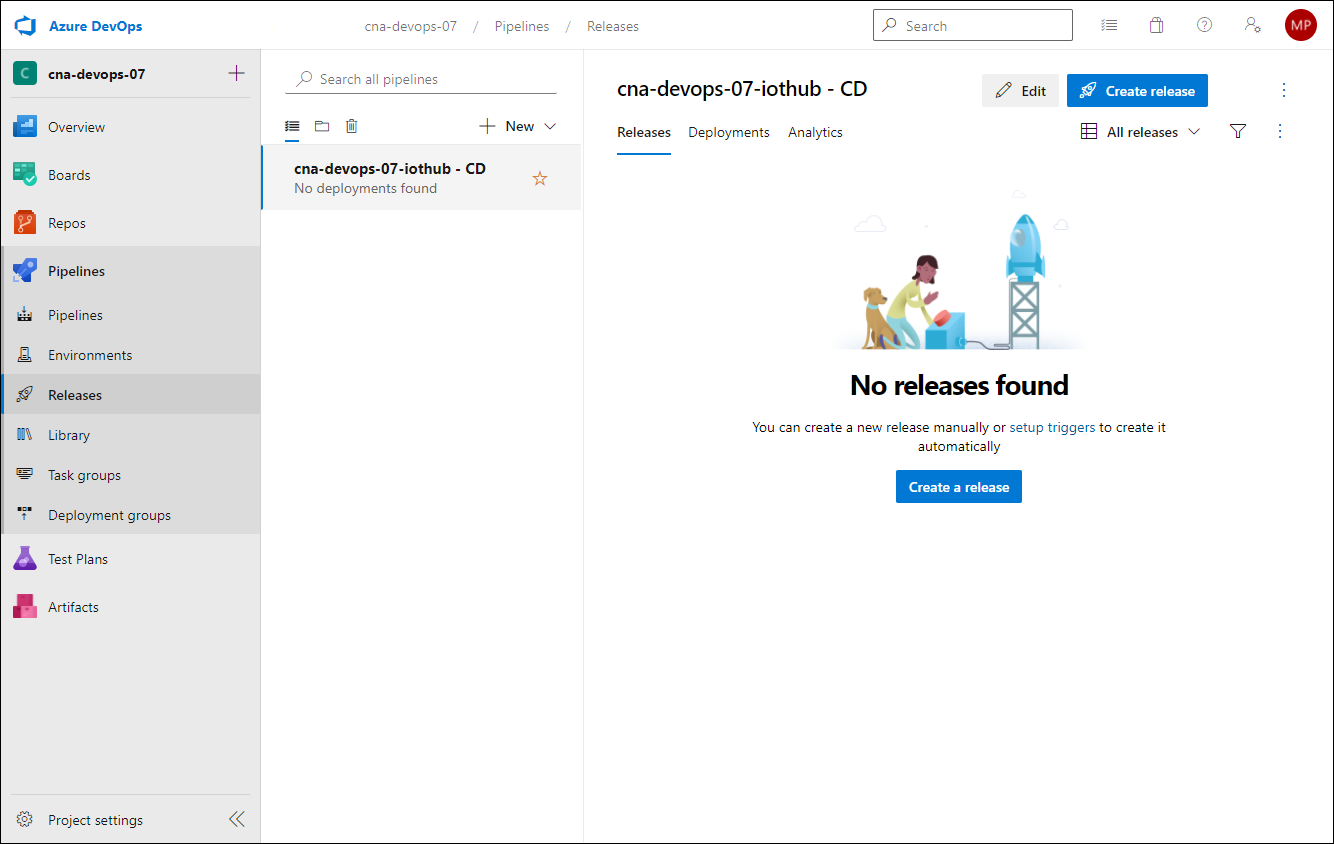 Azure DevOps
cna-devops-07 / Pipelines / Releases
Search
MP
C
cna-devops-07
Overview
Boards
Repos
Pipelines
Pipelines
Environments
Releases
Library
Task groups
Deployment groups
Test Plans
Artifacts
Project settings
Search all pipelines
New
cna-devops-07-iothub - CD
No deployments found
cna-devops-07-iothub - CD
Edit
Create release
Releases
Deployments
Analytics
All releases
No releases found
You can create a new release manually or setup triggers to create it
automatically
Create a release